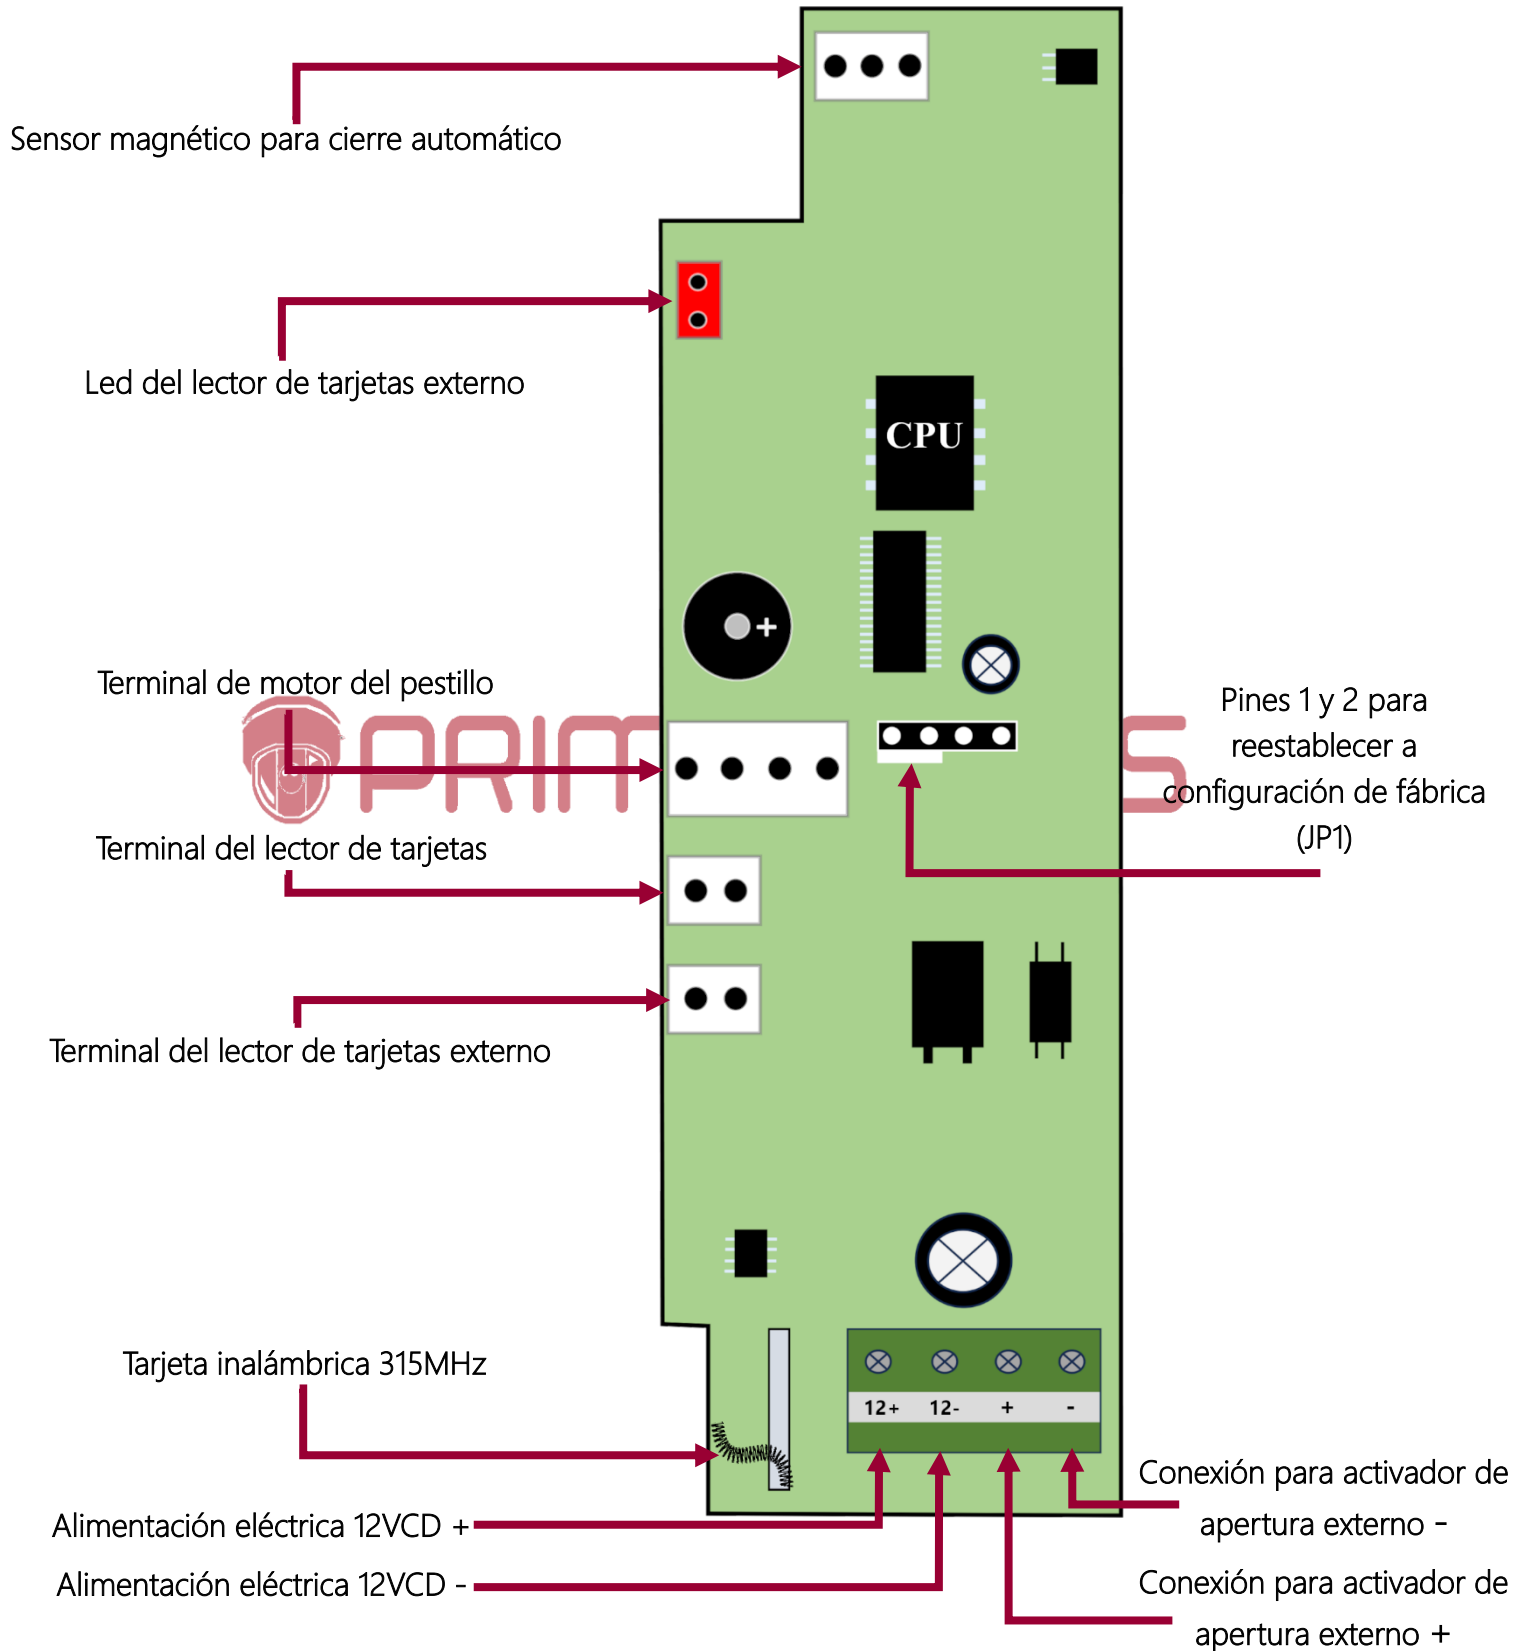 Sensor magnético para cierre automático
Led del lector de tarjetas externo
CPU
+
Terminal de motor del pestillo
PRIM
S
Pines 1 y 2 para
reestablecer a
configuración de fábrica
(JP1)
Terminal del lector de tarjetas
Terminal del lector de tarjetas externo
Tarjeta inalámbrica 315MHz
12+ 12- + -
Alimentación eléctrica 12VCD +
Alimentación eléctrica 12VCD -
Conexión para activador de
apertura externo -
Conexión para activador de
apertura externo +